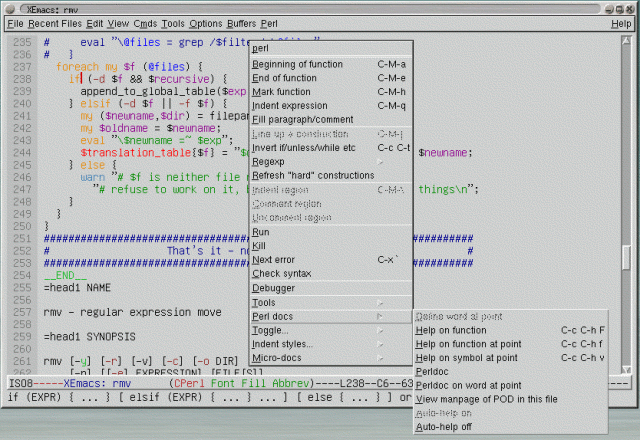 XEmacs: rmv
File Recent Files Edit View Cmds Tools Options Buffers Perl Help
235 # eval "\@files = grep /$filter
236 # }
237 foreach my $f (@files) {
238 if (-d $f && $recursive) {
239 append_to_global_table($exp
240 } elsif (-d $f || -f $f) {
241 my ($newname,$dir) = filepar
242 my $oldname = $newname;
243 eval "\$newname =~ $exp";
244 $translation_table{$f} = "$ $newname;
245 } else {
246 warn "# $f is neither file
247 "# refuse to work on it, things\n";
248 }
249 }
250 }
251 ################################################################
252 # That's it - no #
253 ################################################################
254 __END__
255 =head1 NAME
256
257 rmv - regular expression move
258
259 =head1 SYNOPSIS
260
261 rmv [-y] [-r] [-v] [-c] [-o DIR]
262 [-n] [[-e] EXPRESSION] [FILE[S]]
perl
Beginning of function C-M-a
End of function C-M-e
Mark function C-M-h
Indent expression C-M-q
Fill paragraph/comment
Line up a construction C-M-|
Invert if/unless/while etc C-c C-t
Regexp
Refresh "hard" constructions
Indent region C-M-\
Comment region
Uncomment region
Run
Kill
Next error C-x `
Check syntax
Debugger
Tools
Perl docs
Toggle...
Indent styles...
Micro-docs
Define word at point
Help on function C-c C-h F
Help on function at point C-c C-h f
Help on symbol at point C-c C-h v
Perldoc
Perldoc on word at point
View manpage of POD in this file
Auto-help on
Auto-help off
ISO8-----XEmacs: rmv (CPerl Font Fill Abbrev)----L238--C6--63
if (EXPR) { ... } [ elsif (EXPR) { ... } ... ] [ else { ... } ] or